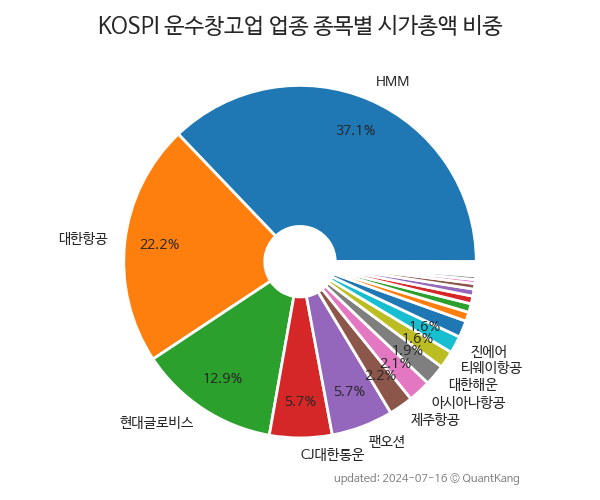 KOSPI 운수창고업 업종 종목별 시가총액 비중
HMM
37.1%
대한항공
22.2%
12.9%
현대글로비스
5.7%
CJ대한통운
5.7%
팬오션
2.2%
제주항공
2.1%
아시아나항공
1.9%
대한해운
1.6%
티웨이항공
1.6%
진에어
updated: 2024-07-16 © QuantKang